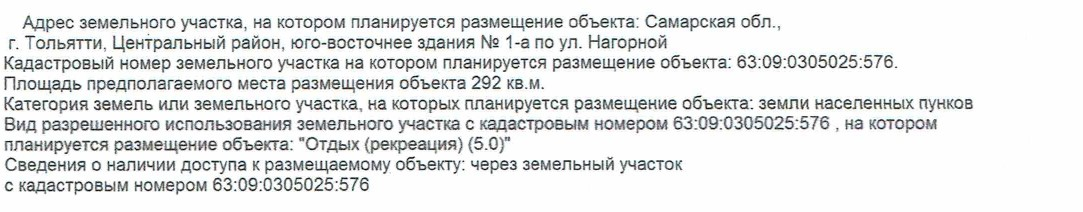 Адрес земельного участка, на котором планируется размещение объекта: Самарская обл.,
г. Тольятти, Центральный район, юго-восточнее здания № 1-а по ул. Нагорной
Кадастровый номер земельного участка на котором планируется размещение объекта: 63:09:0305025:576.
Площадь предполагаемого места размещения объекта 292 кв.м.
Категория земель или земельного участка, на которых планируется размещение объекта: земли населенных пунков
Вид разрешенного использования земельного участка с кадастровым номером 63:09:0305025:576 , на котором
планируется размещение объекта: "Отдых (рекреация) (5.0)"
Сведения о наличии доступа к размещаемому объекту: через земельный участок
с кадастровым номером 63:09:0305025:576